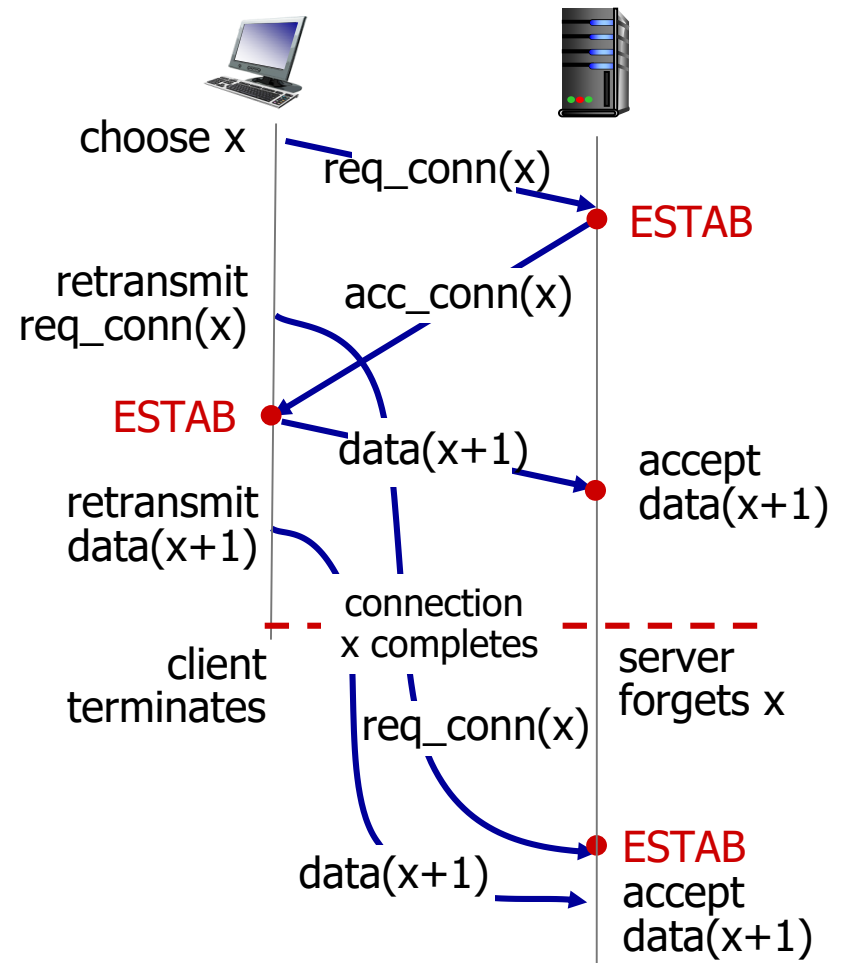 choose x
req_conn(x)
ESTAB
retransmit
req_conn(x)
acc_conn(x)
ESTAB
data(x+1)
accept
data(x+1)
retransmit
data(x+1)
connection
x completes
client
terminates
server
forgets x
req_conn(x)
ESTAB
data(x+1)
accept
data(x+1)